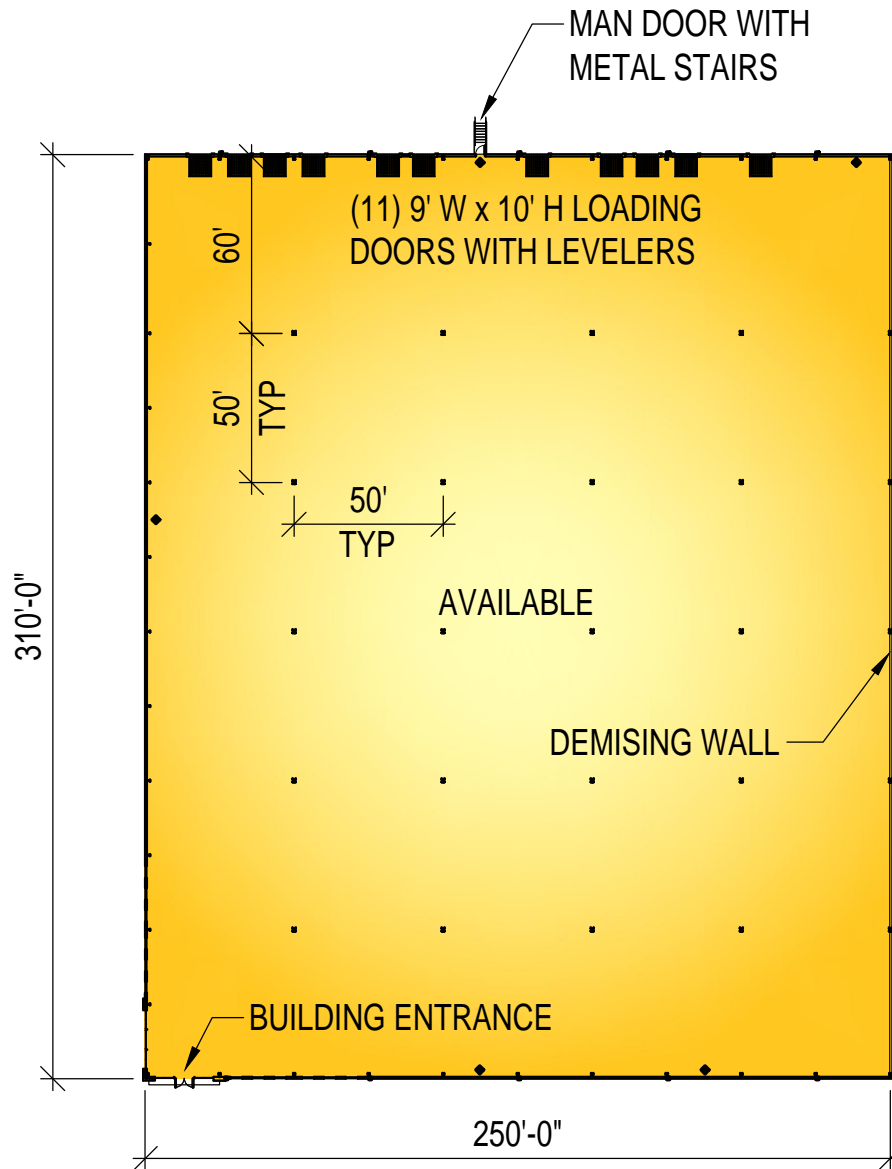 MAN DOOR WITH
METAL STAIRS
(11) 9' W x 10' H LOADING
DOORS WITH LEVELERS
60'
50'
TYP
50'
TYP
AVAILABLE
310'-0"
DEMISING WALL
BUILDING ENTRANCE
250'-0"